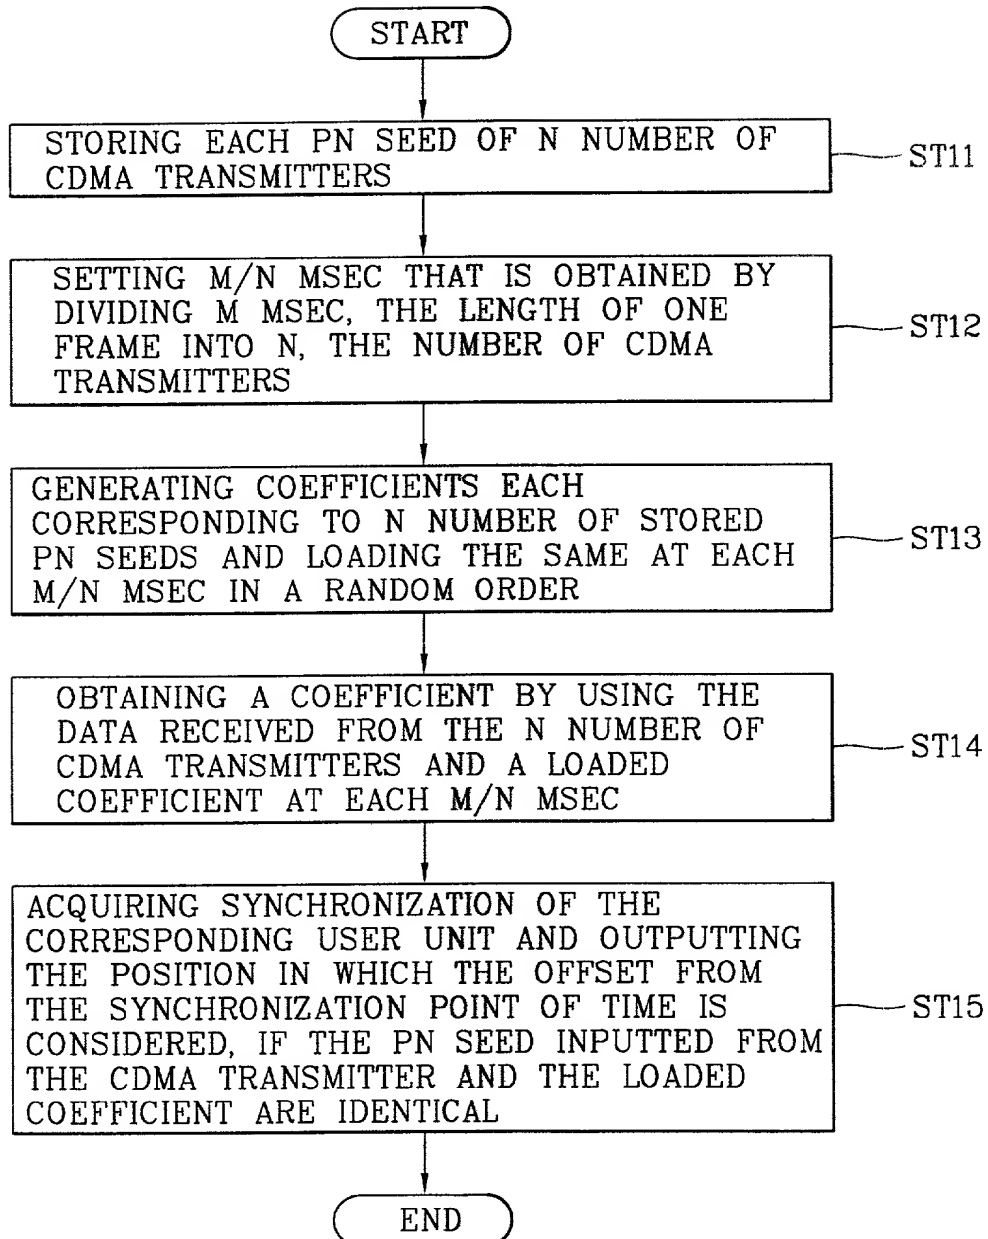 START
STORING EACH PN SEED OF N NUMBER OF
CDMA TRANSMITTERS
ST11
SETTING M/N MSEC THAT IS OBTAINED BY
DIVIDING M MSEC, THE LENGTH OF ONE
FRAME INTO N, THE NUMBER OF CDMA
TRANSMITTERS
ST12
GENERATING COEFFICIENTS EACH
CORRESPONDING TO N NUMBER OF STORED
PN SEEDS AND LOADING THE SAME AT EACH
M/N MSEC IN A RANDOM ORDER
ST13
OBTAINING A COEFFICIENT BY USING THE
DATA RECEIVED FROM THE N NUMBER OF
CDMA TRANSMITTERS AND A LOADED
COEFFICIENT AT EACH M/N MSEC
ST14
ACQUIRING SYNCHRONIZATION OF THE
CORRESPONDING USER UNIT AND OUTPUTTING
THE POSITION IN WHICH THE OFFSET FROM
THE SYNCHRONIZATION POINT OF TIME IS
CONSIDERED, IF THE PN SEED INPUTTED FROM
THE CDMA TRANSMITTER AND THE LOADED
COEFFICIENT ARE IDENTICAL
ST15
END